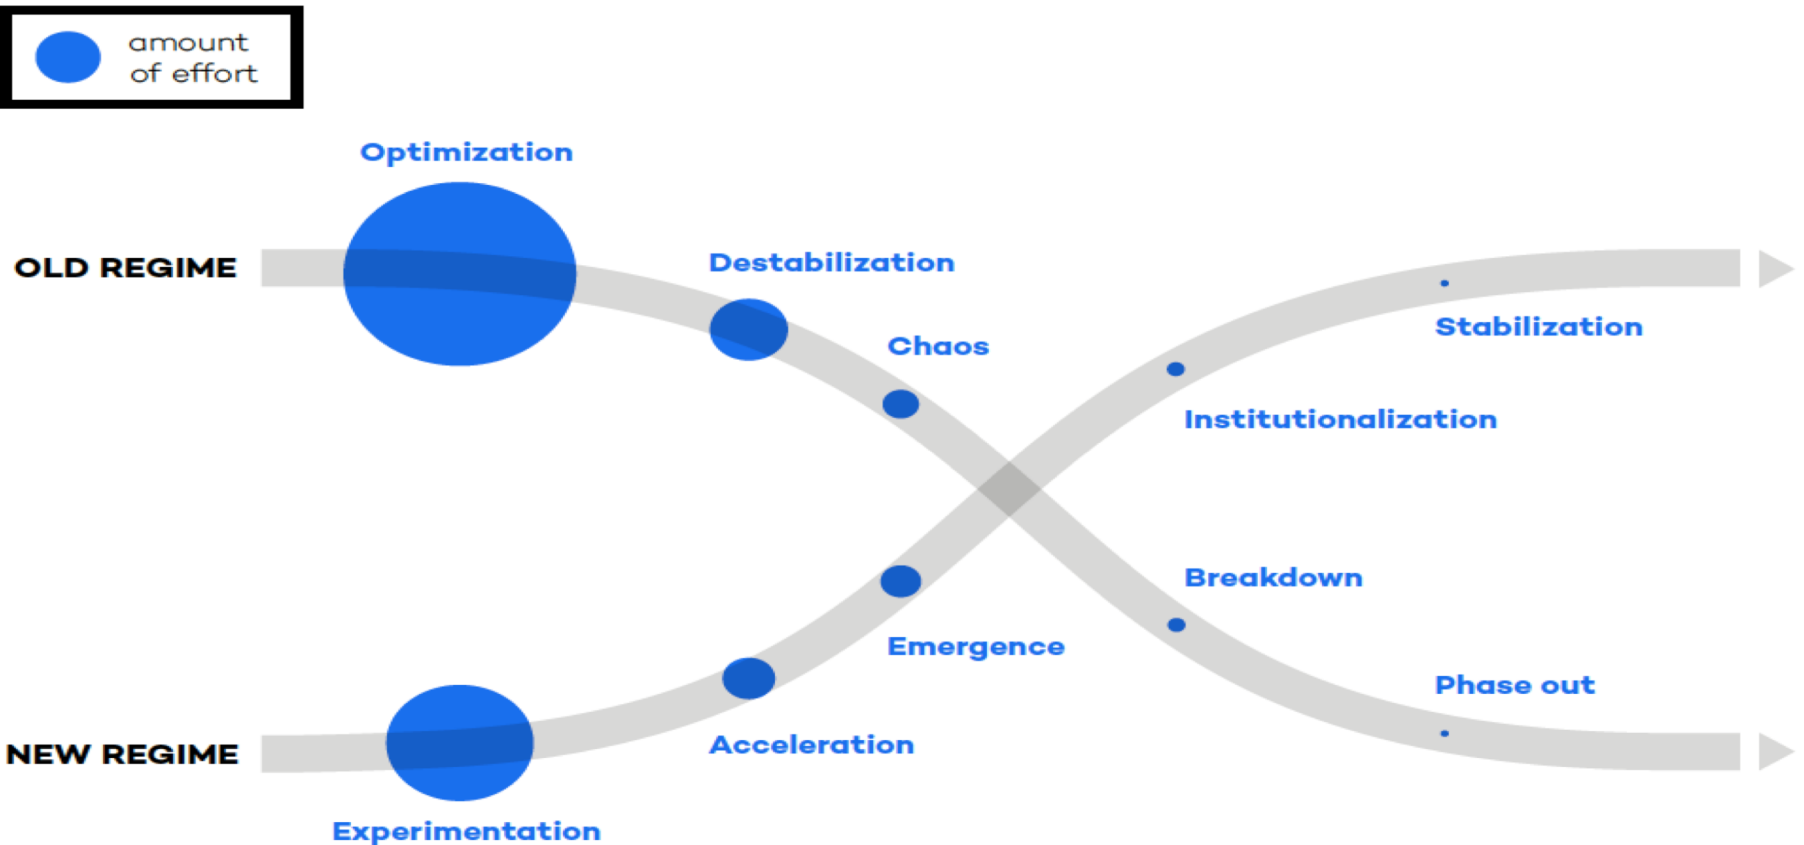 amount
of effort
Optimization
OLD REGIME
Destabilization
Chaos
Stabilization
Institutionalization
Breakdown
Emergence
Phase out
NEW REGIME
Acceleration
Experimentation